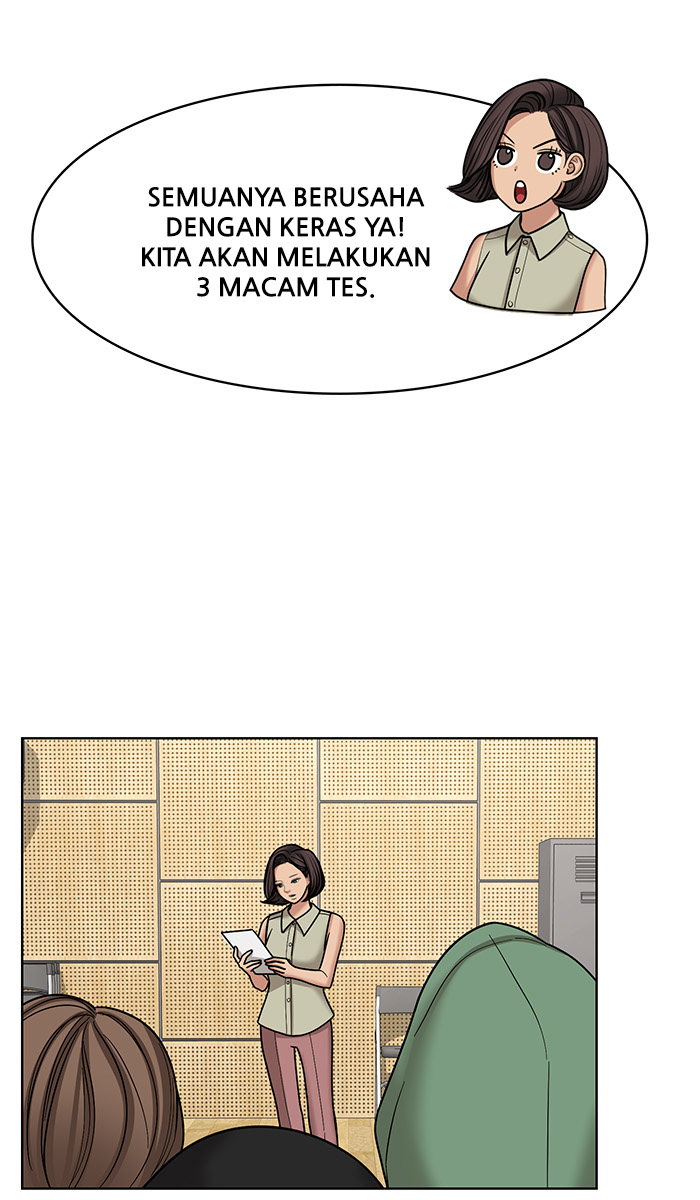 SEMUANYA BERUSAHA
DENGAN KERAS YA!
KITA AKAN MELAKUKAN
3 MACAM TES.